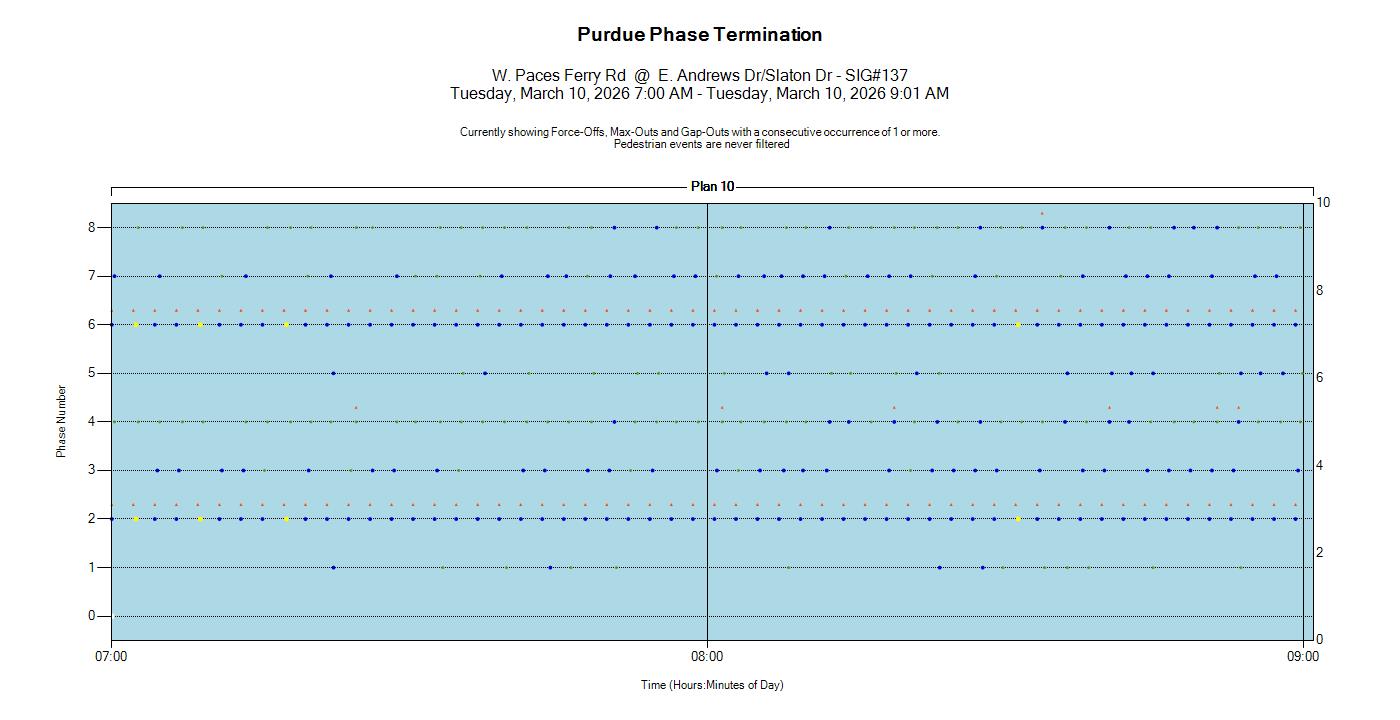 Purdue Phase Termination
W. Paces Ferry Rd @ E. Andrews Dr/Slaton Dr - SIG#137
Tuesday, March 10, 2026 7:00 AM - Tuesday, March 10, 2026 9:01 AM
Currently showing Force-Offs, Max-Outs and Gap-Outs with a consecutive occurrence of 1 or more.
Pedestrian events are never filtered
Plan 10
10
8
7
8
6
5
6
4
3
4
2
2
1
0
0
Phase Number
07:00
08:00
09:00
Time (Hours:Minutes of Day)